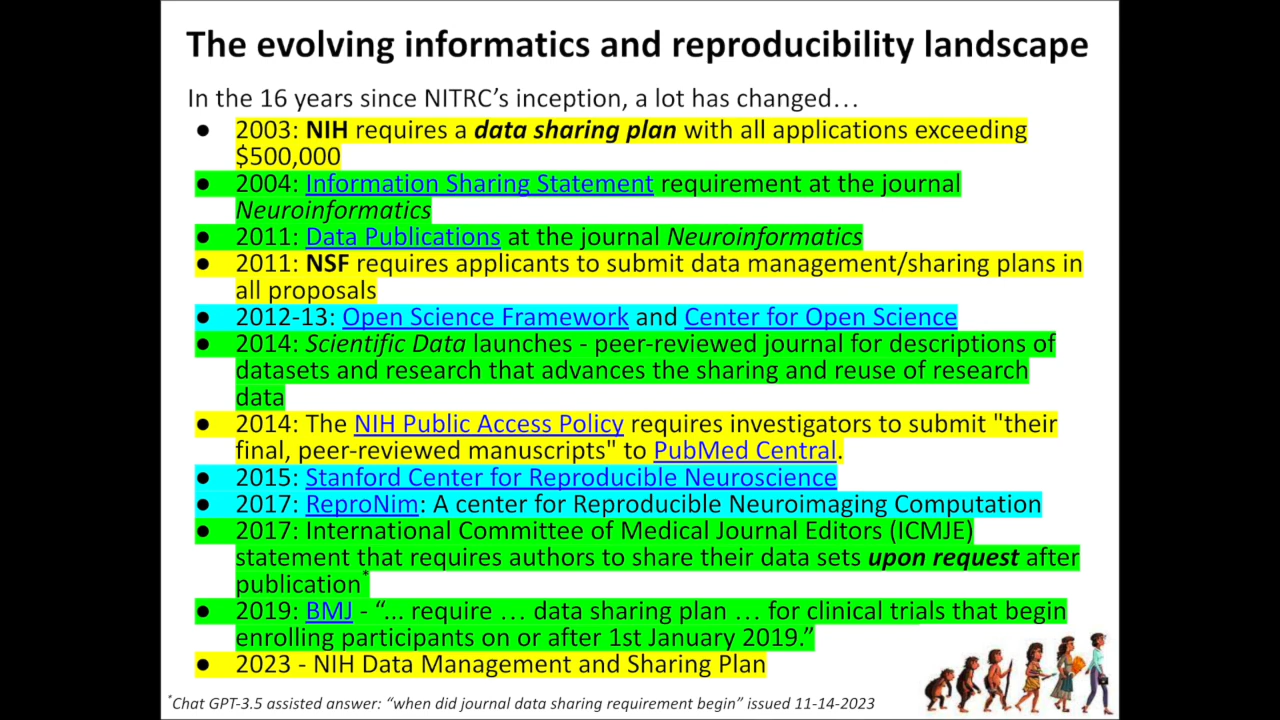 The evolving informatics and reproducibility landscape
In the 16 years since NITRC’s inception, a lot has changed…
● 2003: NIH requires a data sharing plan with all applications exceeding
$500,000
● 2004: Information Sharing Statement requirement at the journal
Neuroinformatics
● 2011: Data Publications at the journal Neuroinformatics
● 2011: NSF requires applicants to submit data management/sharing plans in
all proposals
● 2012-13: Open Science Framework and Center for Open Science
● 2014: Scientific Data launches - peer-reviewed journal for descriptions of
datasets and research that advances the sharing and reuse of research
data
● 2014: The NIH Public Access Policy requires investigators to submit "their
final, peer-reviewed manuscripts" to PubMed Central.
● 2015: Stanford Center for Reproducible Neuroscience
● 2017: ReproNim: A center for Reproducible Neuroimaging Computation
● 2017: International Committee of Medical Journal Editors (ICMJE)
statement that requires authors to share their data sets upon request after
publication*
● 2019: BMJ - “... require … data sharing plan … for clinical trials that begin
enrolling participants on or after 1st January 2019.”
● 2023 - NIH Data Management and Sharing Plan
*Chat GPT-3.5 assisted answer: “when did journal data sharing requirement begin” issued 11-14-2023